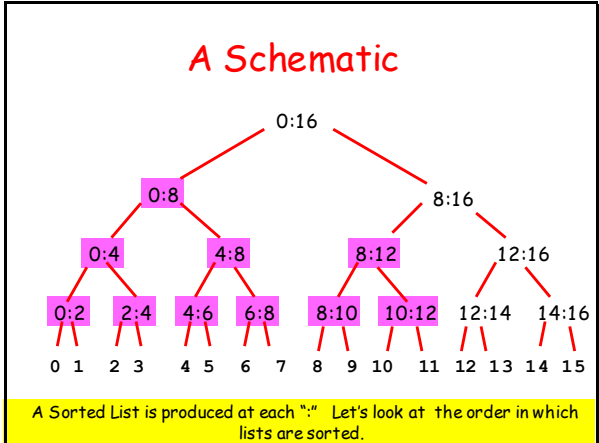 A Schematic
0:16
0:8 8:16
0:4 4:8 8:12 12:16
0:2 2:4 4:6 6:8 8:10 10:12 12:14 14:16
0 1 2 3 4 5 6 7 8 9 10 11 12 13 14 15
A Sorted List is produced at each “:” Let’s look at the order in which
lists are sorted.